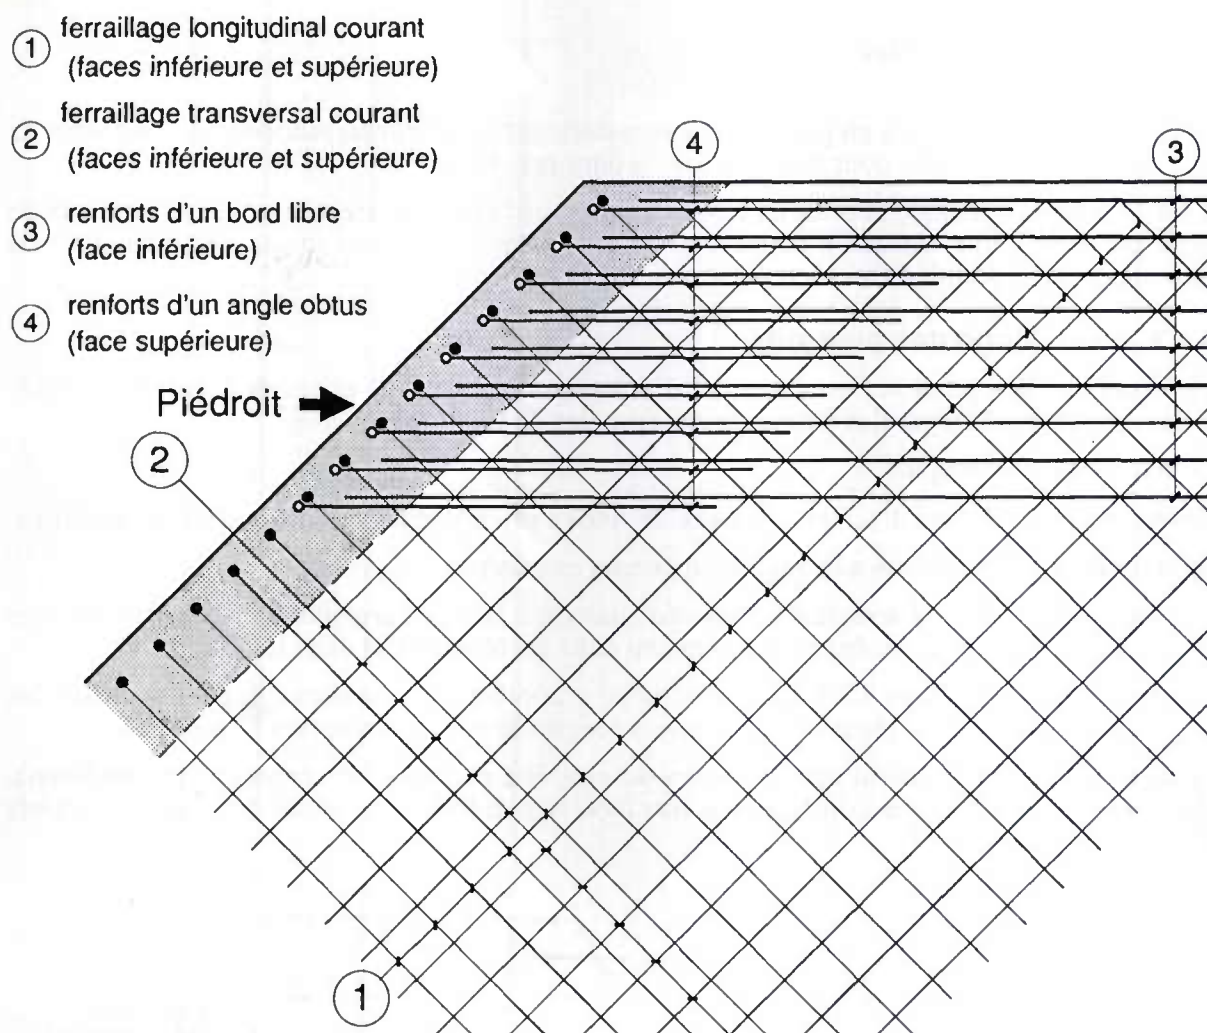 1 ferraillage longitudinal courant
(faces inférieure et supérieure)
2 ferraillage transversal courant
(faces inférieure et supérieure)
3 renforts d'un bord libre
(face inférieure)
4 renforts d'un angle obtus
(face supérieure)
Piédroit
4
3
2
1